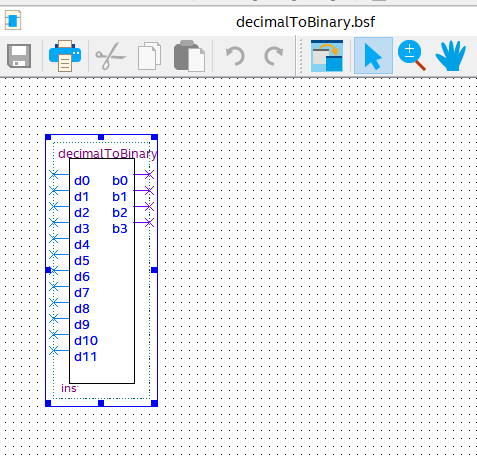 decimalToBinary.bsf
decimalToBinary
d0 b0
d1 b1
d2 b2
d3 b3
d4
d5
d6
d7
d8
d9
d10
d11
ins